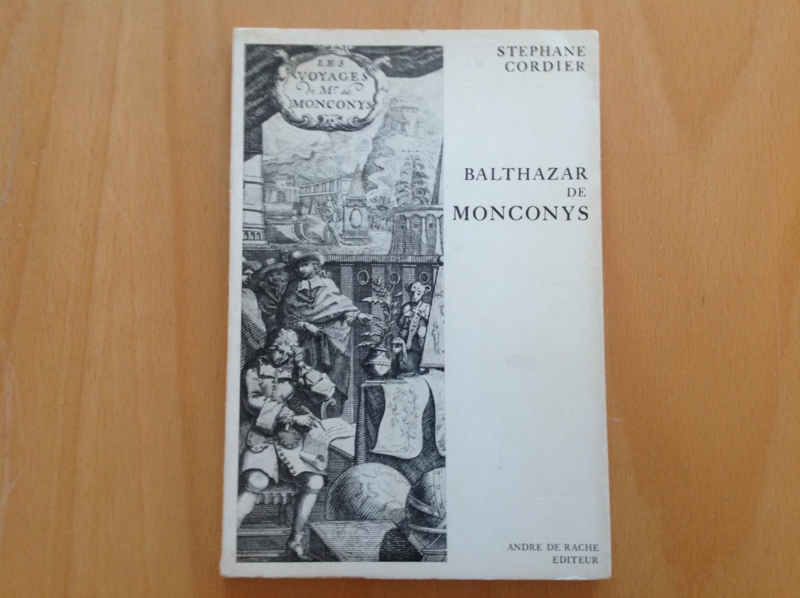 LES
VOYAGES
de Mr. de
MONCONYS
STEPHANE
CORDIER
BALTHAZAR
DE
MONCONYS
ANDRE DE RACHE
EDITEUR